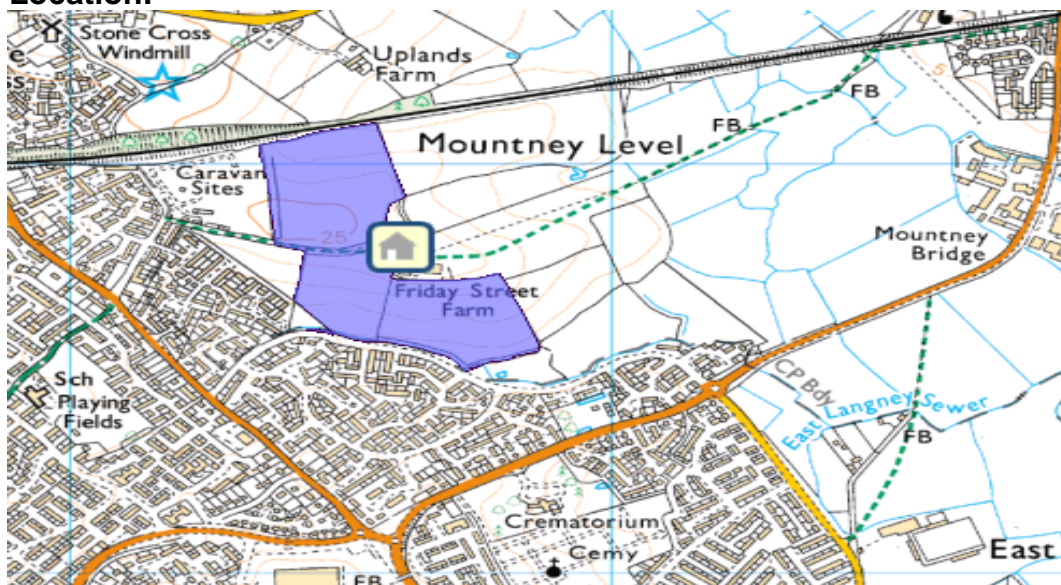 Location:
Stone Cross
Windmill
Uplands
Farm
FB
5
FB
Mountney Level
Caravan
Sites
25
Mountney
Bridge
Friday Street
Farm
Sch
Playing
Fields
CP Bdy
East Langney Sewer
FB
Crematorium
Cemy
East
FB